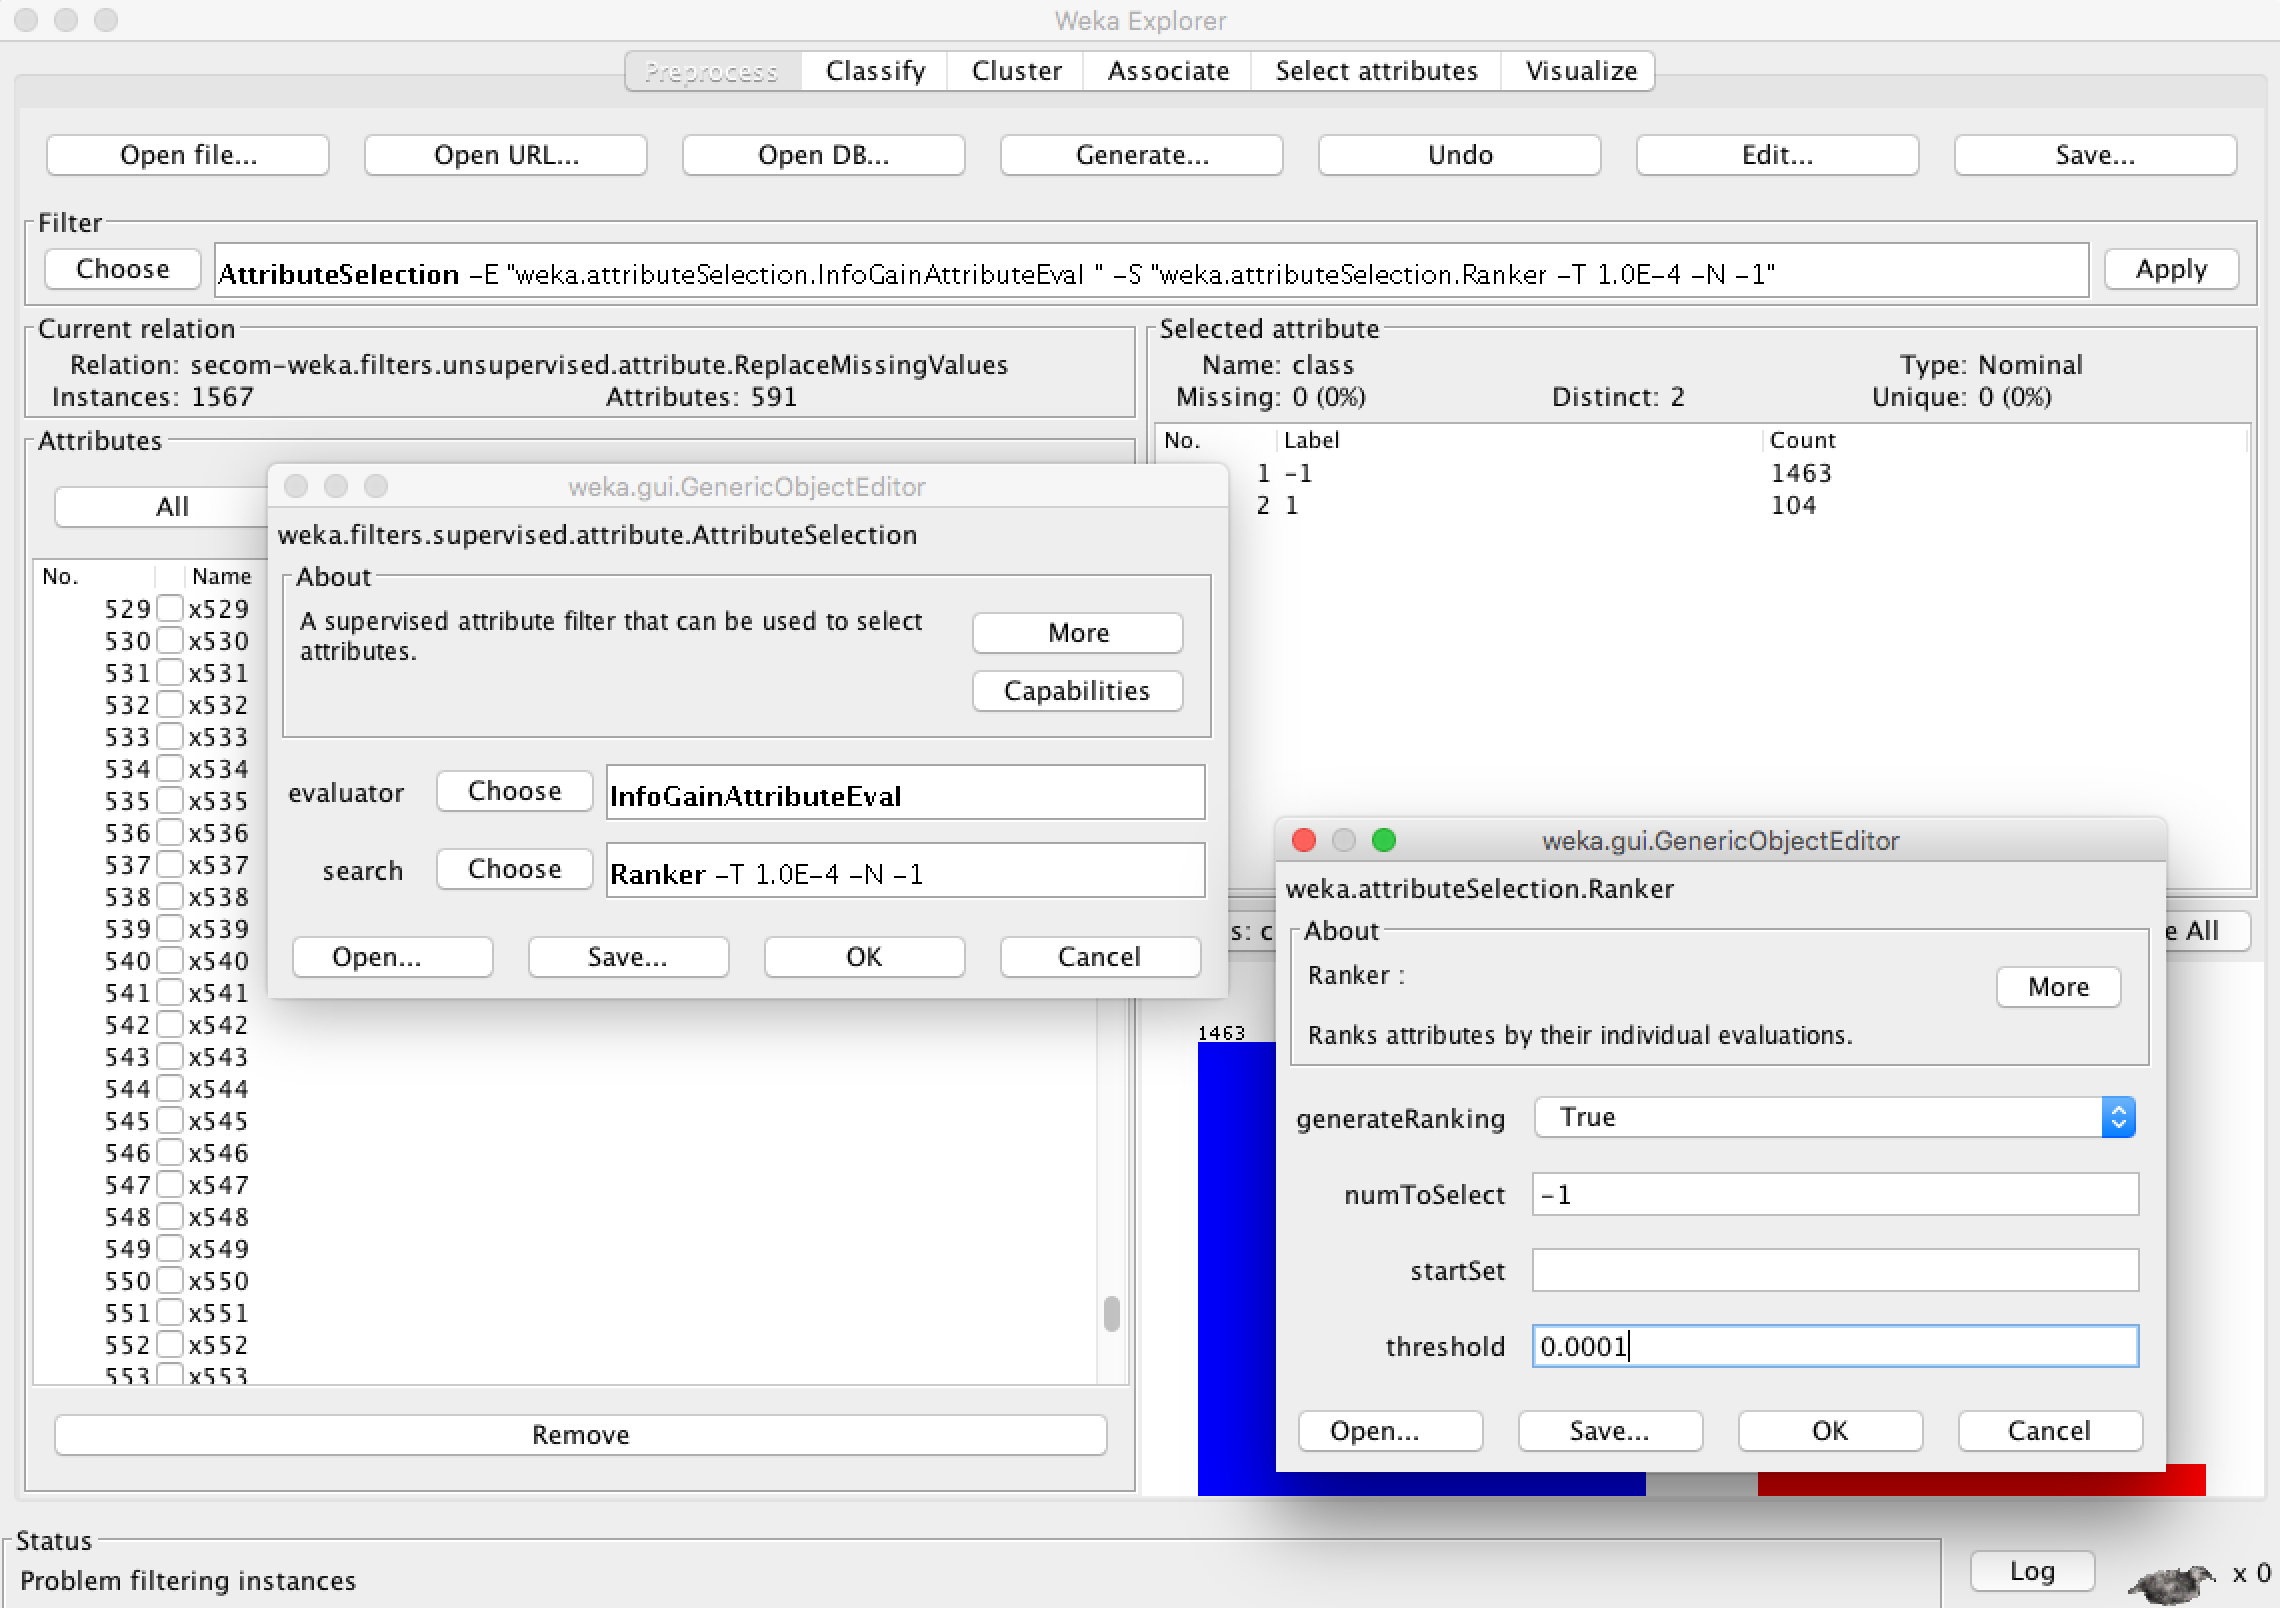 Weka Explorer
Preprocess Classify Cluster Associate Select attributes Visualize
Open file... Open URL... Open DB... Generate... Undo Edit... Save...
Filter
Choose AttributeSelection -E "weka.attributeSelection.InfoGainAttributeEval " -S "weka.attributeSelection.Ranker -T 1.0E-4 -N -1" Apply
Current relation
Relation: secom-weka.filters.unsupervised.attribute.ReplaceMissingValues
Instances: 1567 Attributes: 591
Selected attribute
Name: class Type: Nominal
Missing: 0 (0%) Distinct: 2 Unique: 0 (0%)
No. Label Count
1 -1 1463
2 1 104
Attributes
All
No. Name
529 x529
530 x530
531 x531
532 x532
533 x533
534 x534
535 x535
536 x536
537 x537
538 x538
539 x539
540 x540
541 x541
542 x542
543 x543
544 x544
545 x545
546 x546
547 x547
548 x548
549 x549
550 x550
551 x551
552 x552
553 x553
Remove
weka.gui.GenericObjectEditor
weka.filters.supervised.attribute.AttributeSelection
About
A supervised attribute filter that can be used to select
attributes.
More
Capabilities
evaluator Choose InfoGainAttributeEval
search Choose Ranker -T 1.0E-4 -N -1
Open... Save... OK Cancel
s: c
e All
1463
weka.gui.GenericObjectEditor
weka.attributeSelection.Ranker
About
Ranker :
More
Ranks attributes by their individual evaluations.
generateRanking True
numToSelect -1
startSet
threshold 0.0001
Open... Save... OK Cancel
Status
Problem filtering instances
Log x 0